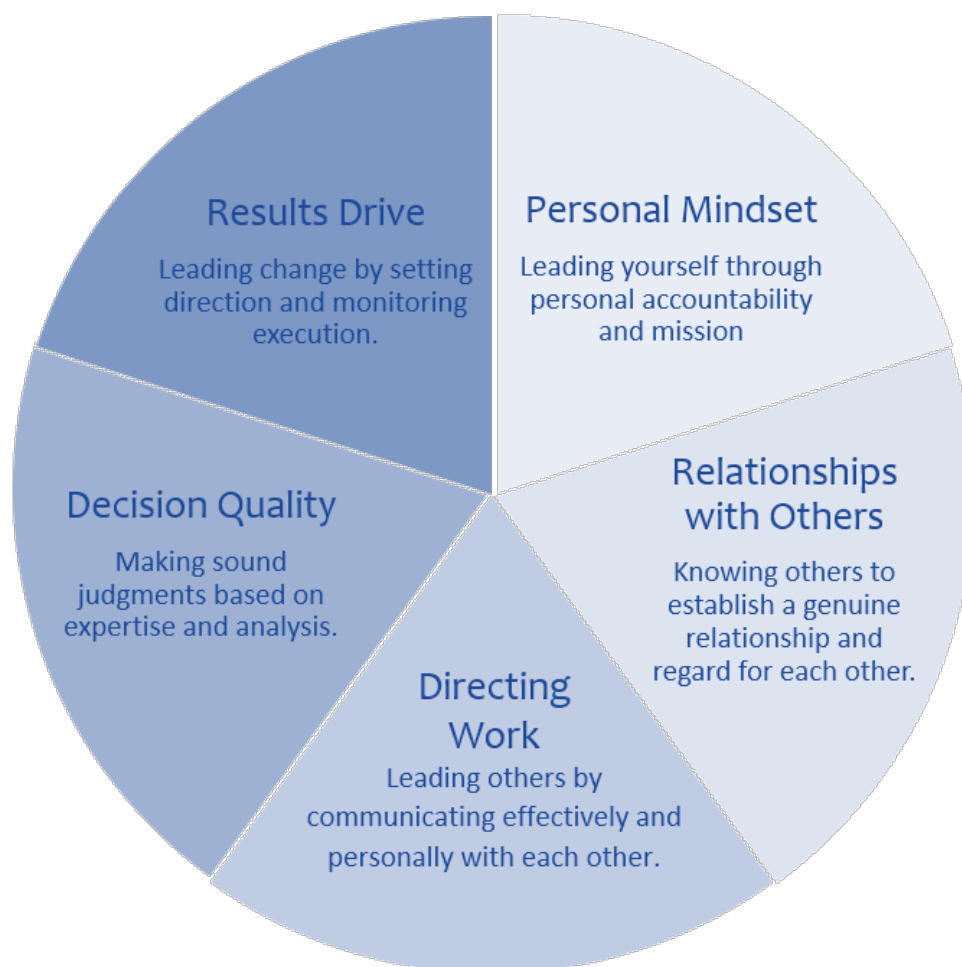 Personal Mindset
Leading yourself through
personal accountability
and mission
Relationships
with Others
Knowing others to
establish a genuine
relationship and
regard for each other.
Directing
Work
Leading others by
communicating effectively and
personally with each other.
Decision Quality
Making sound
judgments based on
expertise and analysis.
Results Drive
Leading change by setting
direction and monitoring
execution.